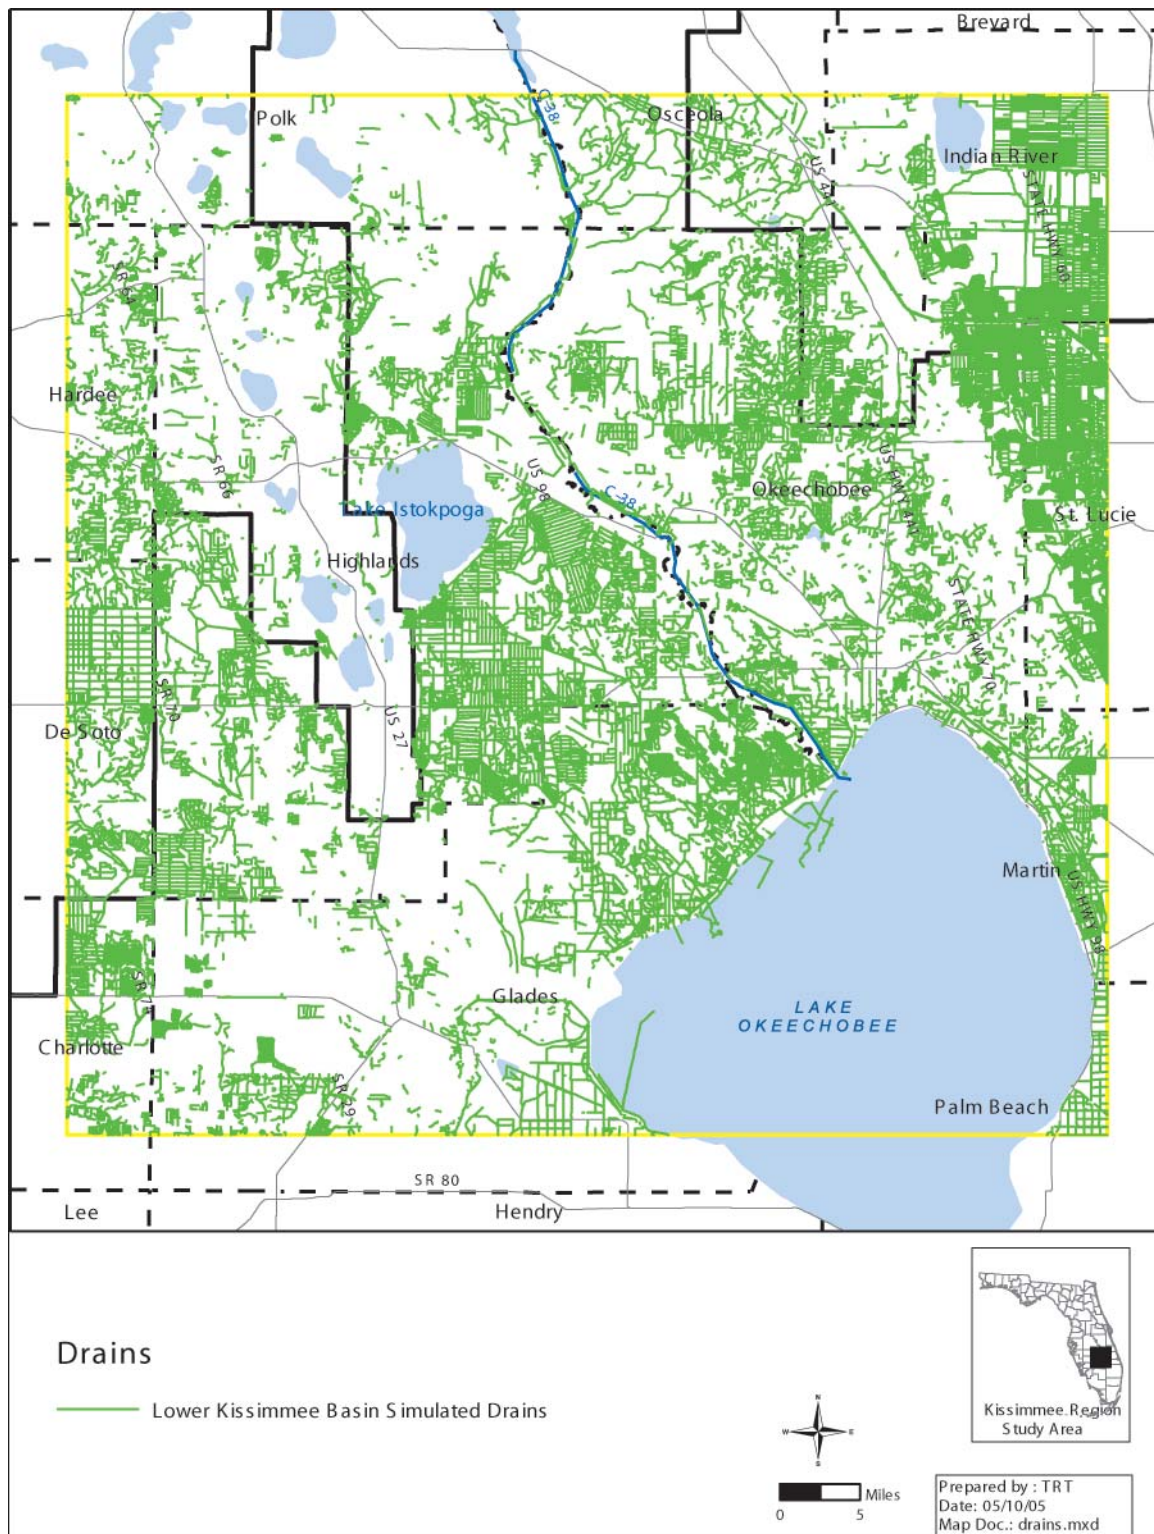 Brevard
C 38
Polk
Osceola
Indian River
US 441
STATE HWY 60
SR 64
Hardee
SR 66
US 98
C 38
Okeechobee
US HWY 441
Lake Istokpoga
St. Lucie
Highlands
STATE HWY 70
SR 70
US 27
De Soto
Martin
US HWY 98
Glades
LAKE
OKEECHOBEE
Charlotte
SR 29
Palm Beach
SR 80
Lee
Hendry
Drains
Lower Kissimmee Basin Simulated Drains
Kissimmee Region
Study Area
N
W E
S
Miles
0 5
Prepared by : TRT
Date: 05/10/05
Map Doc.: drains.mxd